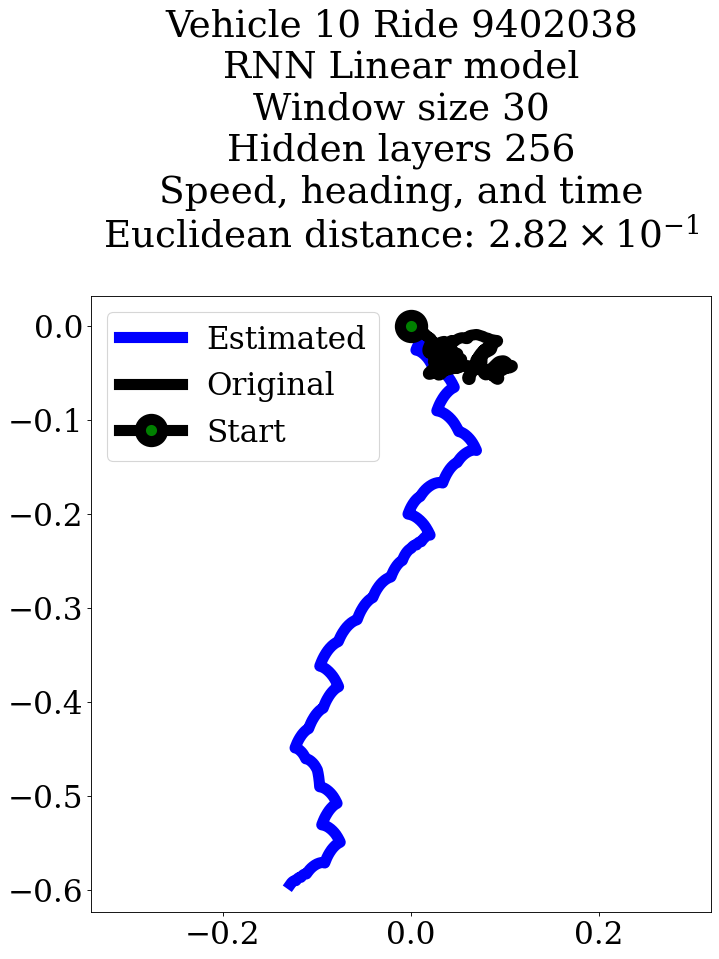 Vehicle 10 Ride 9402038
RNN Linear model
Window size 30
Hidden layers 256
Speed, heading, and time
Euclidean distance: 2.82 × 10⁻¹
Estimated
Original
Start
0.0
−0.1
−0.2
−0.3
−0.4
−0.5
−0.6
−0.2 0.0 0.2